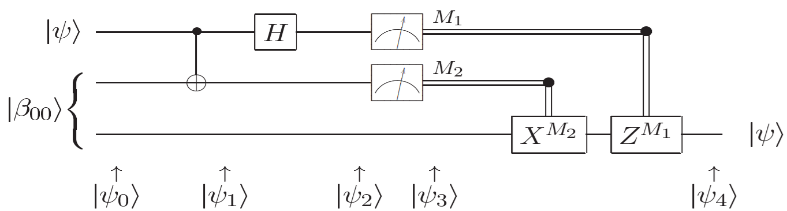 |ψ⟩ H M₁
M₂
|β₀₀⟩
X^{M₂} Z^{M₁} |ψ⟩
↑ ↑ ↑ ↑ ↑
|ψ₀⟩ |ψ₁⟩ |ψ₂⟩ |ψ₃⟩ |ψ₄⟩